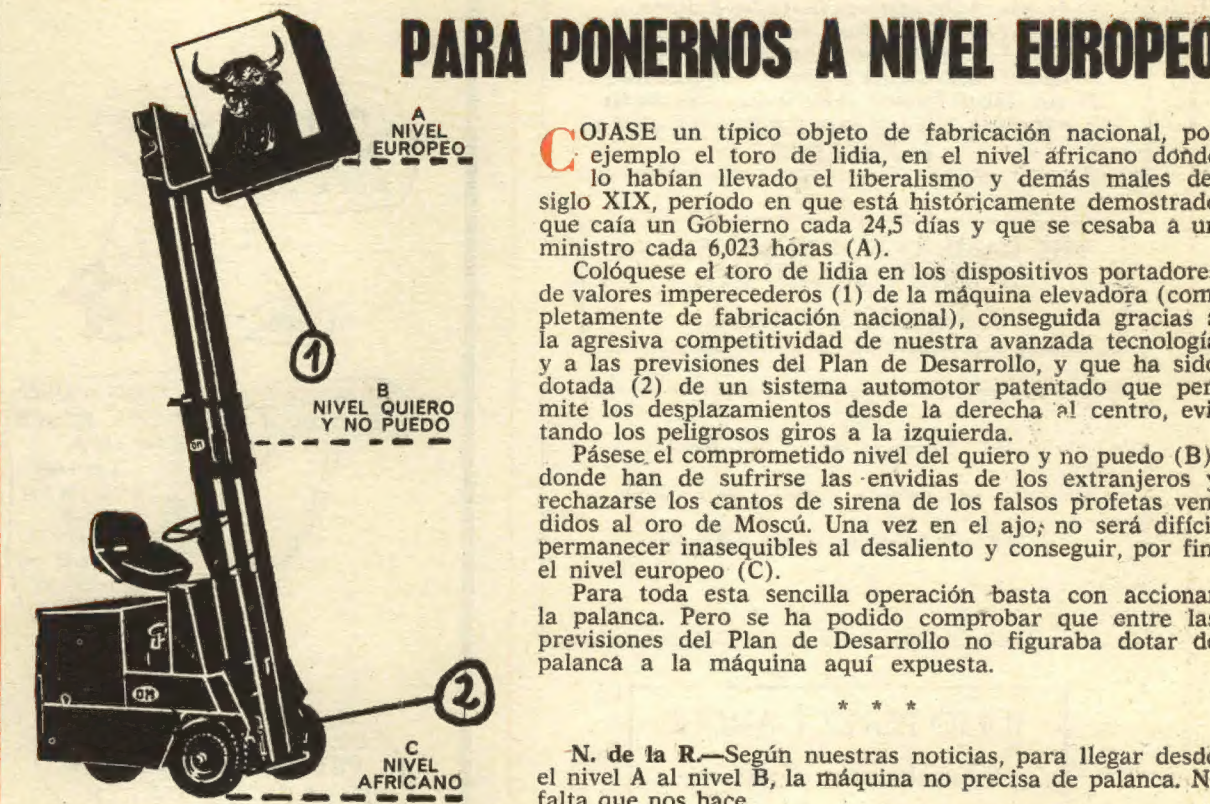 PARA PONERNOS A NIVEL EUROPEO
A
NIVEL
EUROPEO
1
B
NIVEL QUIERO
Y NO PUEDO
OM
OM
2
C
NIVEL
AFRICANO
COJASE un típico objeto de fabricación nacional, po
ejemplo el toro de lidia, en el nivel africano donde
lo habían llevado el liberalismo y demás males de
siglo XIX, período en que está históricamente demostrado
que caía un Gobierno cada 24,5 días y que se cesaba a un
ministro cada 6,023 horas (A).
Colóquese el toro de lidia en los dispositivos portadore
de valores imperecederos (1) de la máquina elevadora (com
pletamente de fabricación nacional), conseguida gracias a
la agresiva competitividad de nuestra avanzada tecnología
y a las previsiones del Plan de Desarrollo, y que ha sido
dotada (2) de un sistema automotor patentado que per
mite los desplazamientos desde la derecha al centro, evi
tando los peligrosos giros a la izquierda.
Pásese el comprometido nivel del quiero y no puedo (B)
donde han de sufrirse las envidias de los extranjeros y
rechazarse los cantos de sirena de los falsos profetas ven
didos al oro de Moscú. Una vez en el ajo, no será difíci
permanecer inasequibles al desaliento y conseguir, por fin
el nivel europeo (C).
Para toda esta sencilla operación basta con accionar
la palanca. Pero se ha podido comprobar que entre las
previsiones del Plan de Desarrollo no figuraba dotar de
palanca a la máquina aquí expuesta.
* * *
N. de la R.—Según nuestras noticias, para llegar desde
el nivel A al nivel B, la máquina no precisa de palanca. N
falta que nos hace.